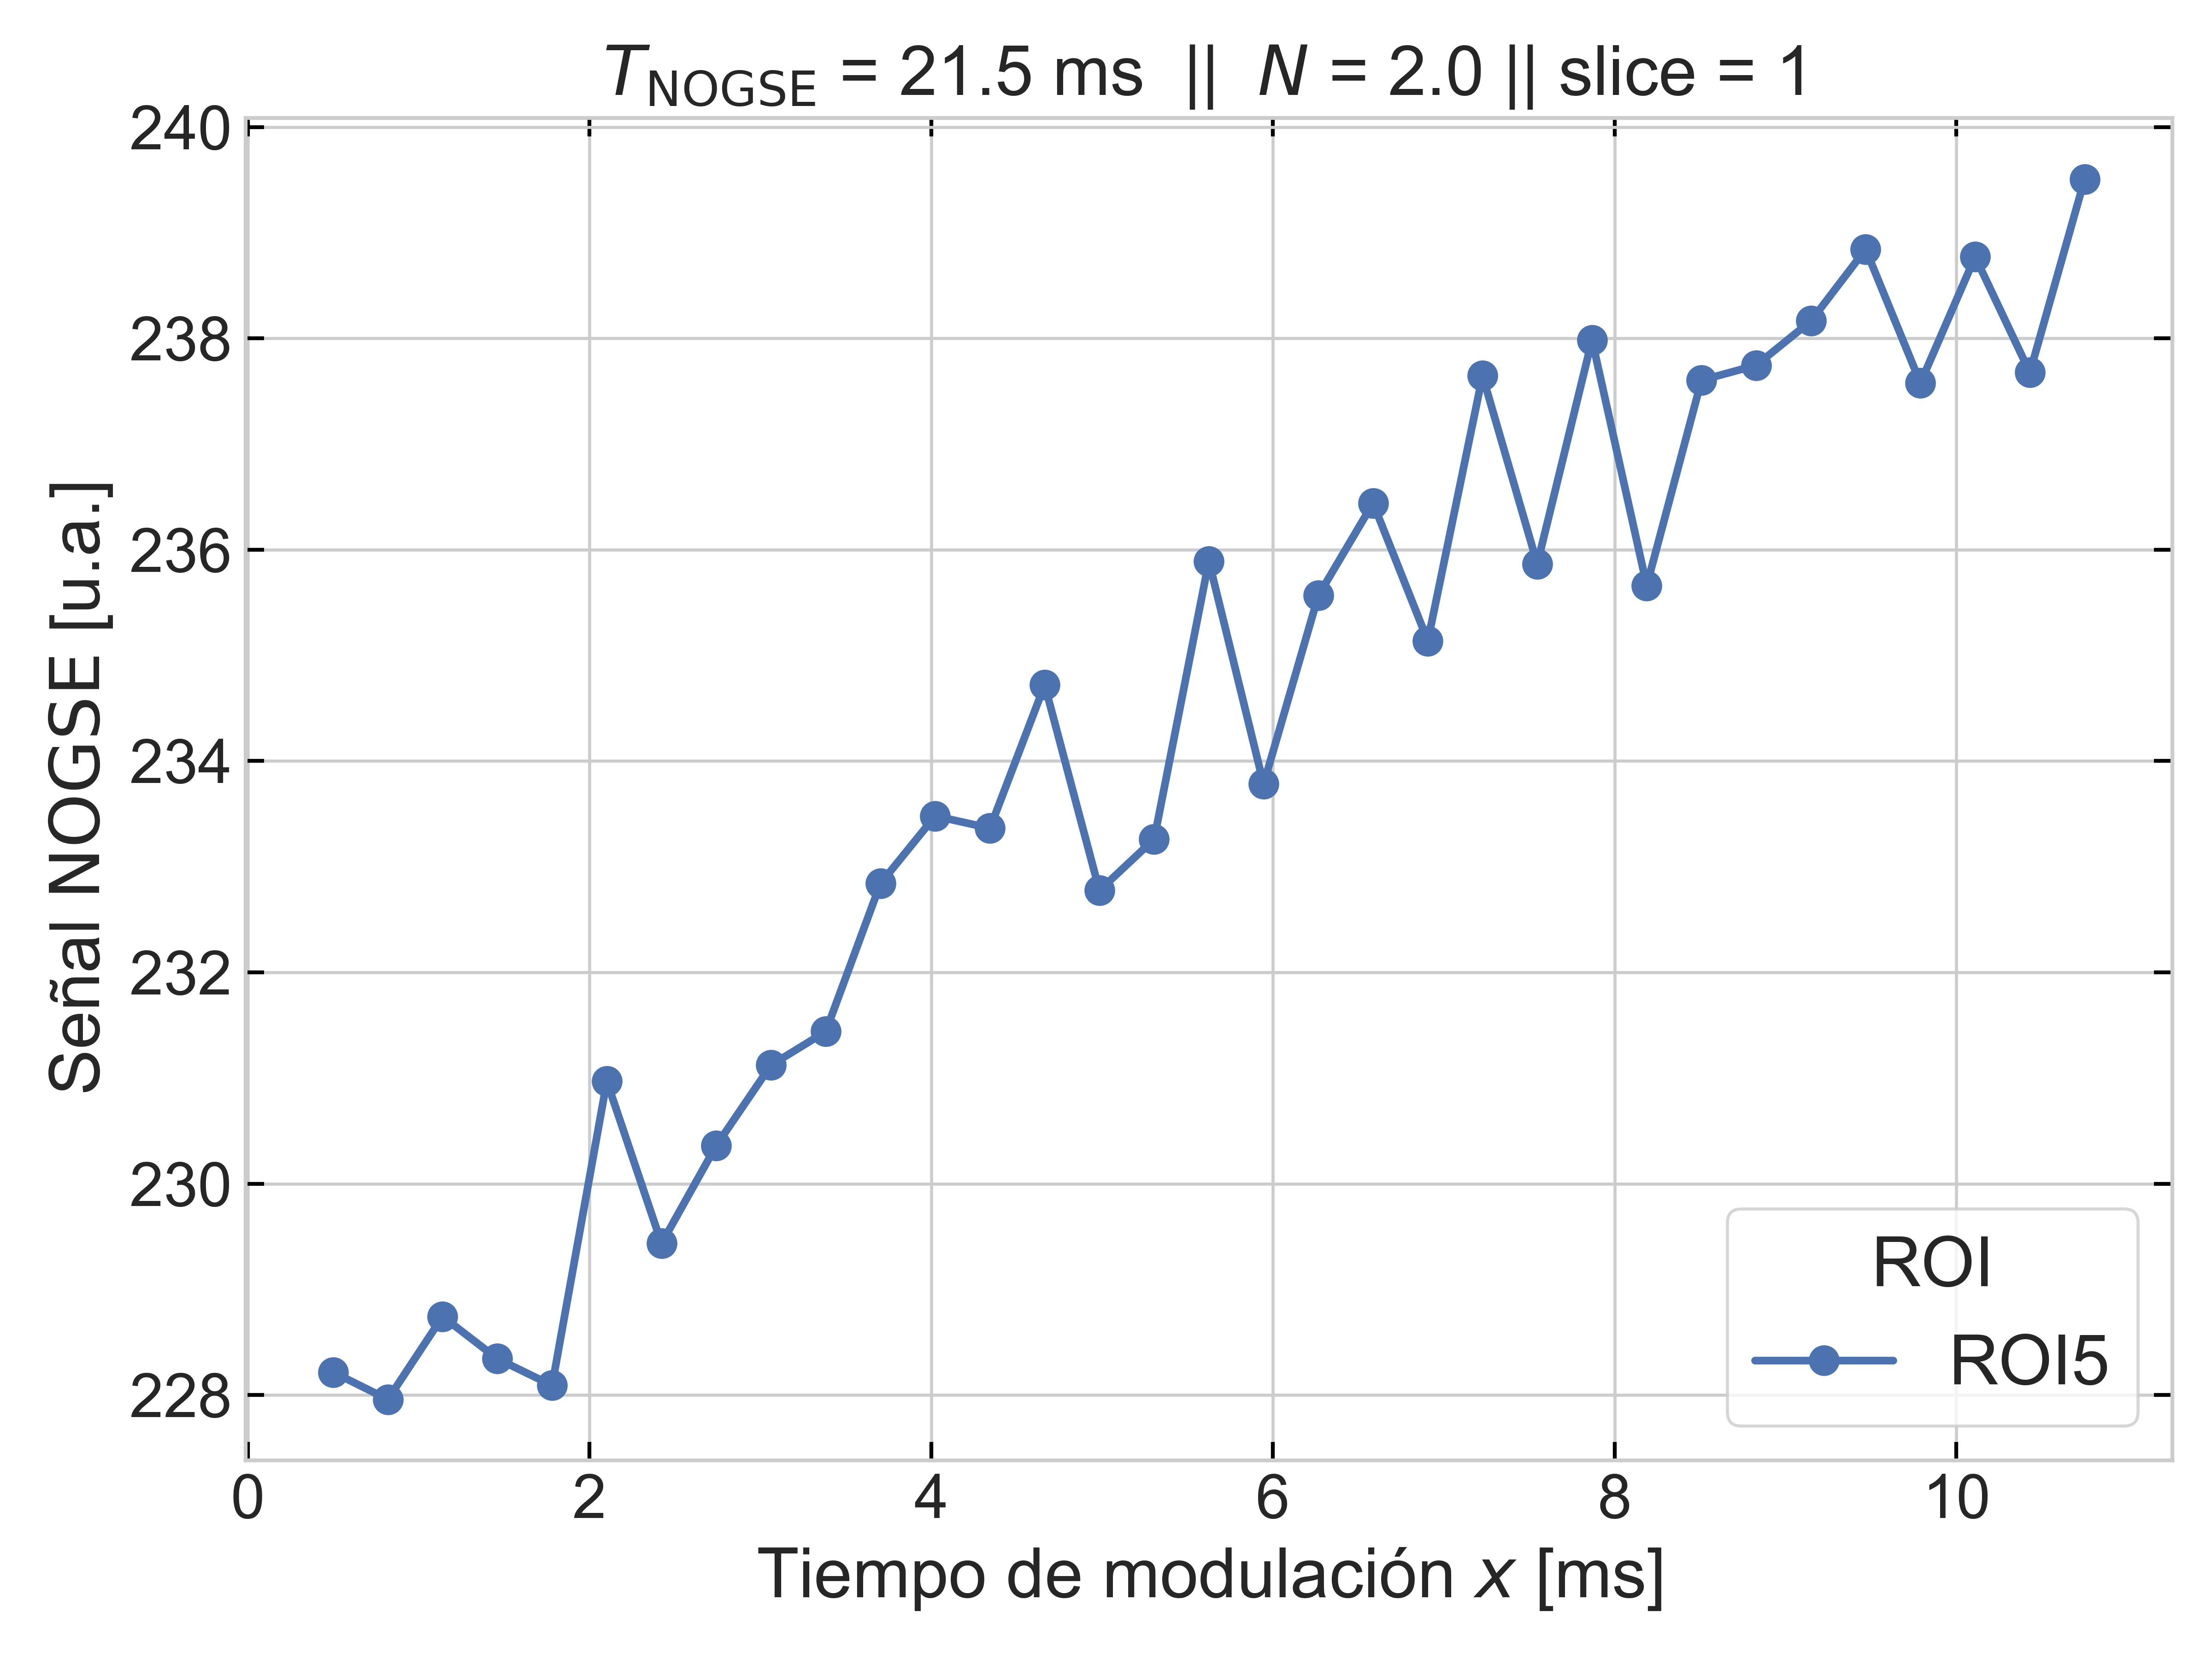 T_NOGSE = 21.5 ms || N = 2.0 || slice = 1
Señal NOGSE [u.a.]
240
238
236
234
232
230
228
0 2 4 6 8 10
Tiempo de modulación x [ms]
ROI
ROI5